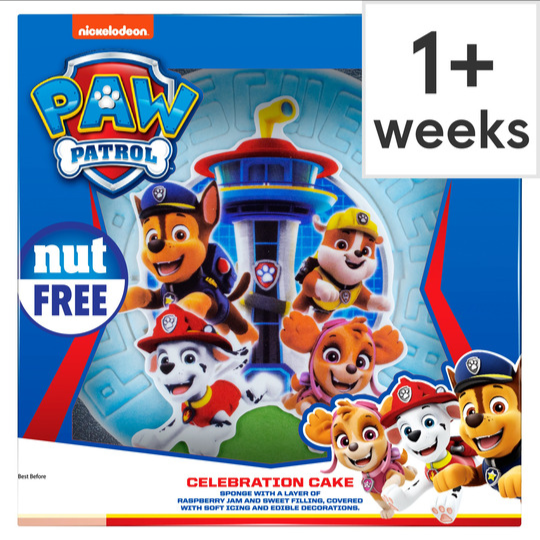 nickelodeon
1+
weeks
PAW
PATROL
nut
FREE
Best Before
CELEBRATION CAKE
SPONGE WITH A LAYER OF
RASPBERRY JAM AND SWEET FILLING, COVERED
WITH SOFT ICING AND EDIBLE DECORATIONS.